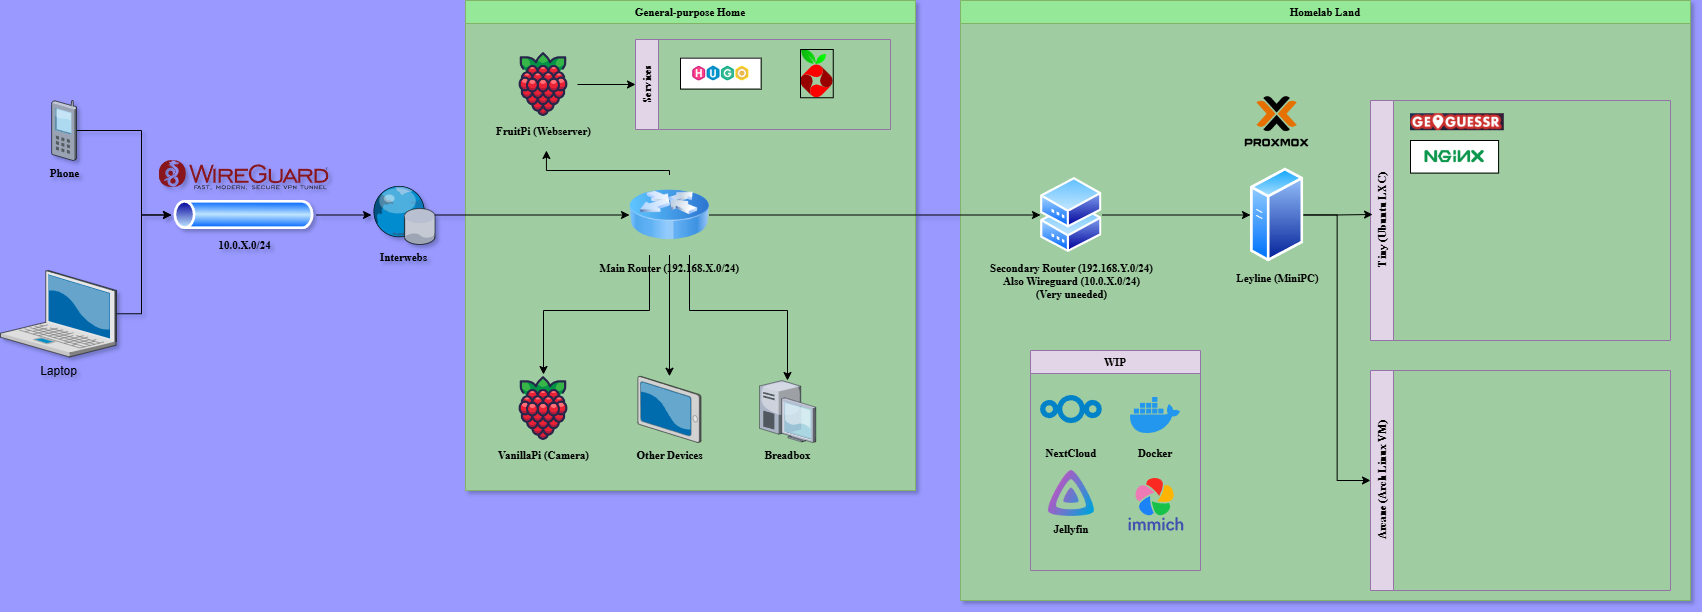 General-purpose Home
Homelab Land
Services
HUGO
FruitPi (Webserver)
PROXMOX
GEOGUESSR
NGINX
Tiny (Ubuntu LXC)
Phone
WIREGUARD
FAST, MODERN, SECURE VPN TUNNEL
10.0.X.0/24
Interwebs
Main Router (192.168.X.0/24)
Secondary Router (192.168.Y.0/24)
Also Wireguard (10.0.X.0/24)
(Very uneeded)
Leyline (MiniPC)
Laptop
VanillaPi (Camera)
Other Devices
Breadbox
WIP
NextCloud
Docker
Jellyfin
immich
Arcane (Arch Linux VM)